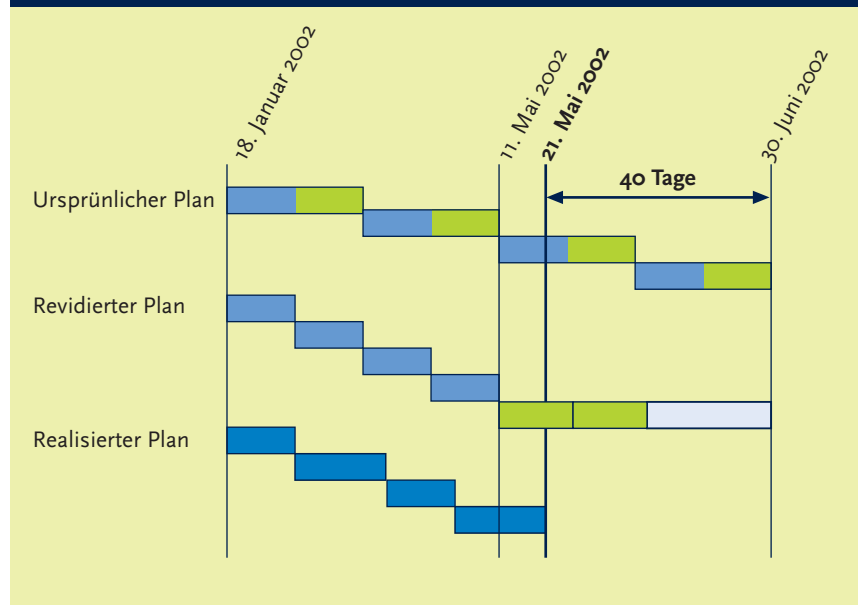 18. Januar 2002
11. Mai 2002
21. Mai 2002
30. Juni 2002
40 Tage
Ursprünlicher Plan
Revidierter Plan
Realisierter Plan